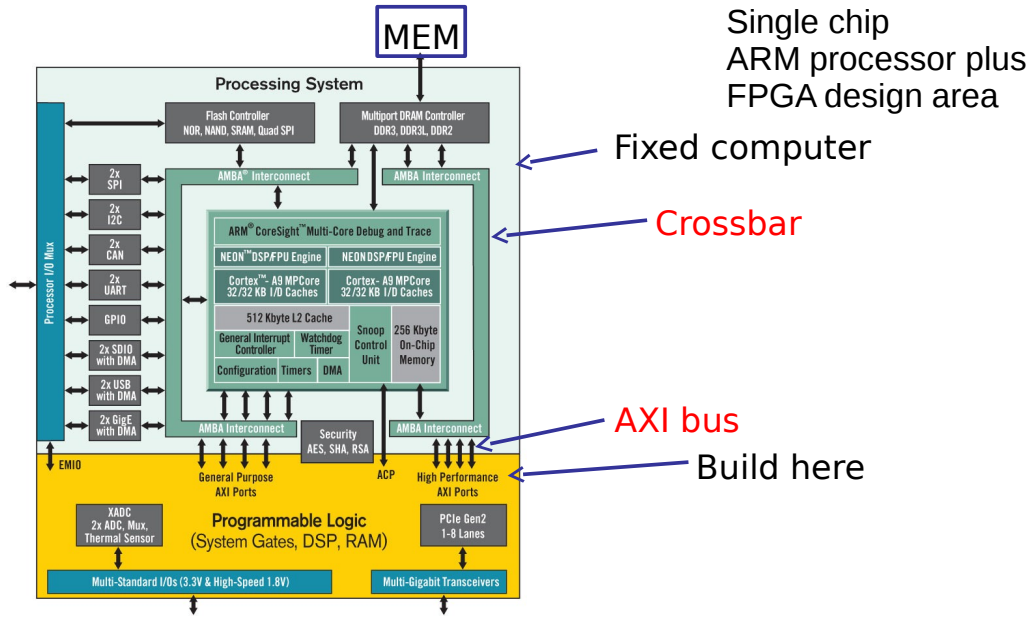 MEM
Single chip
ARM processor plus
FPGA design area
Processing System
Flash Controller
NOR, NAND, SRAM, Quad SPI
Multiport DRAM Controller
DDR3, DDR3L, DDR2
Fixed computer
AMBA® Interconnect
AMBA Interconnect
Processor I/O Mux
2x
SPI
2x
I2C
2x
CAN
2x
UART
GPIO
2x SDIO
with DMA
2x USB
with DMA
2x GigE
with DMA
ARM® CoreSight™ Multi-Core Debug and Trace
NEON™ DSP/FPU Engine
NEON DSP/FPU Engine
Cortex™- A9 MPCore
32/32 KB I/D Caches
Cortex- A9 MPCore
32/32 KB I/D Caches
512 Kbyte L2 Cache
General Interrupt
Controller
Watchdog
Timer
Configuration
Timers
DMA
Snoop
Control
Unit
256 Kbyte
On-Chip
Memory
Crossbar
AMBA Interconnect
AMBA Interconnect
Security
AES, SHA, RSA
AXI bus
EMIO
General Purpose
AXI Ports
ACP
High Performance
AXI Ports
Build here
XADC
2x ADC, Mux,
Thermal Sensor
Programmable Logic
(System Gates, DSP, RAM)
PCIe Gen2
1-8 Lanes
Multi-Standard I/Os (3.3V & High-Speed 1.8V)
Multi-Gigabit Transceivers